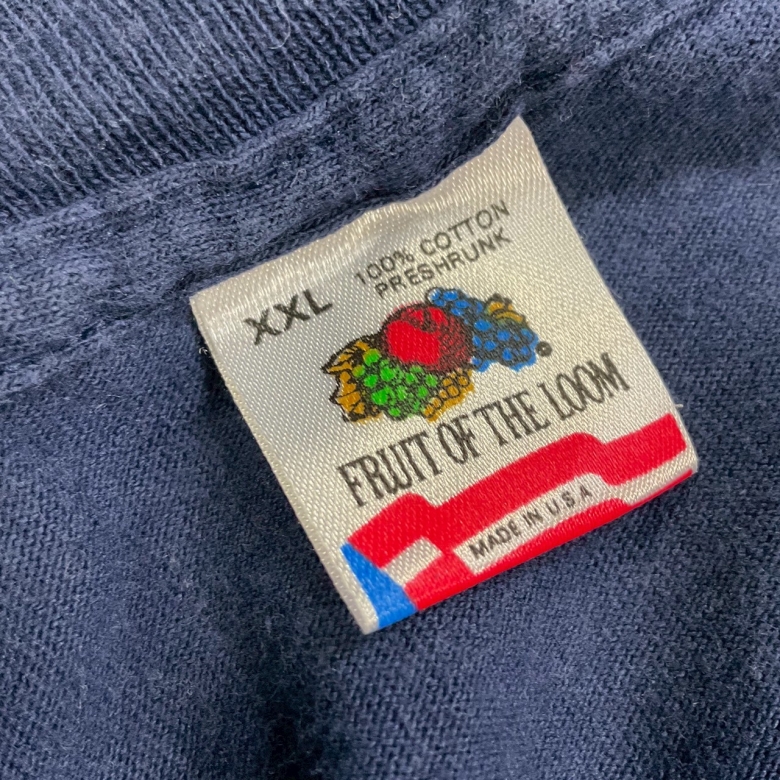 XXL
100% COTTON
PRESHRUNK
FRUIT OF THE LOOM
MADE IN U.S.A